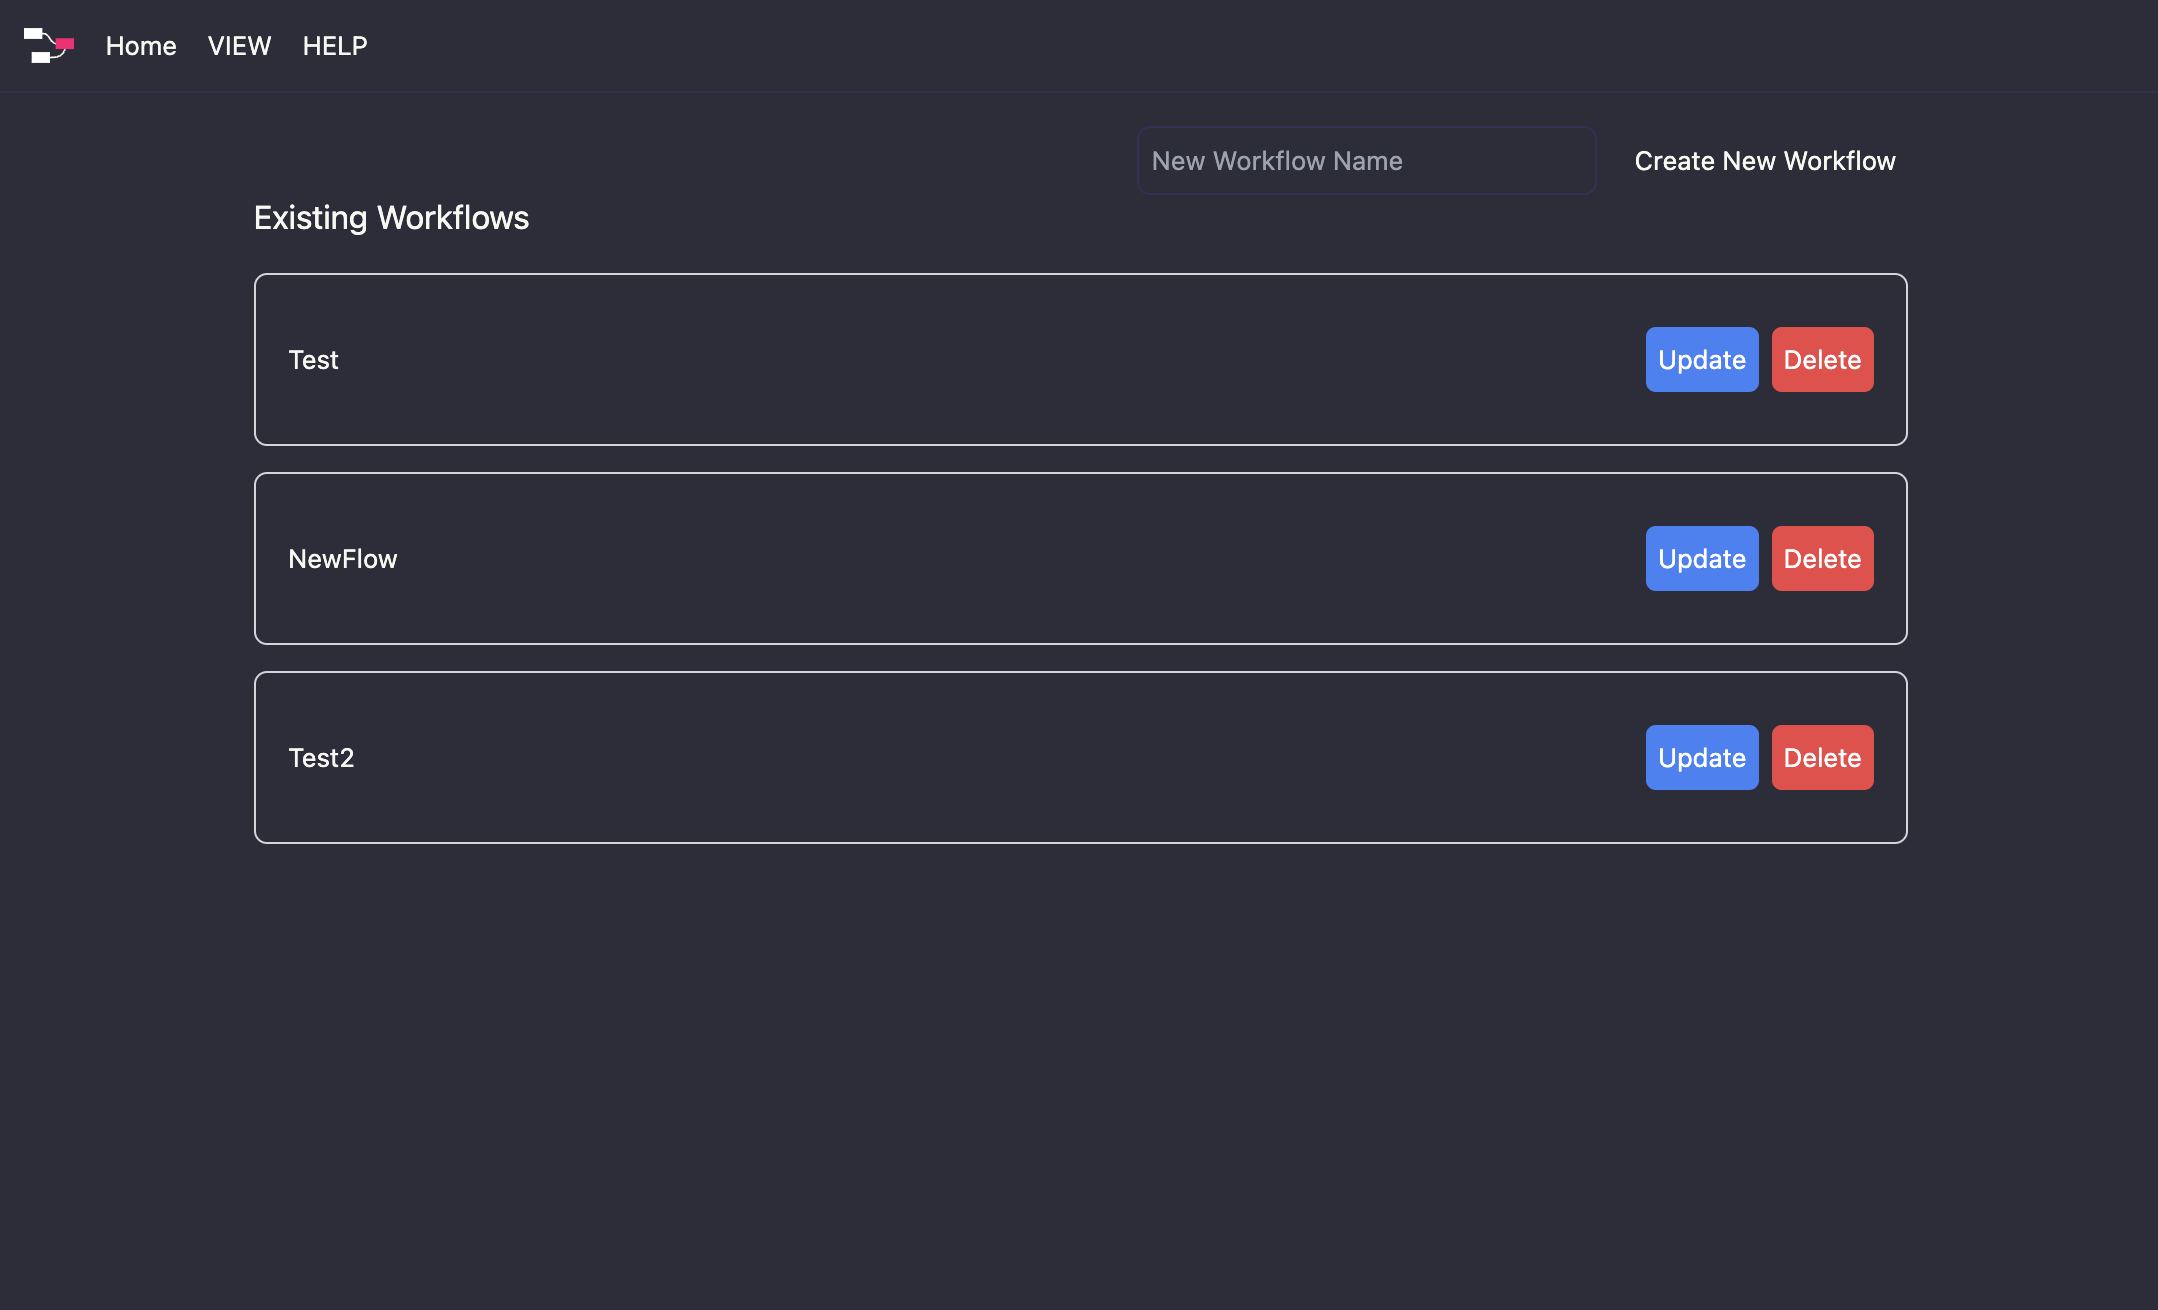 Home VIEW HELP
New Workflow Name Create New Workflow
Existing Workflows
Test Update Delete
NewFlow Update Delete
Test2 Update Delete